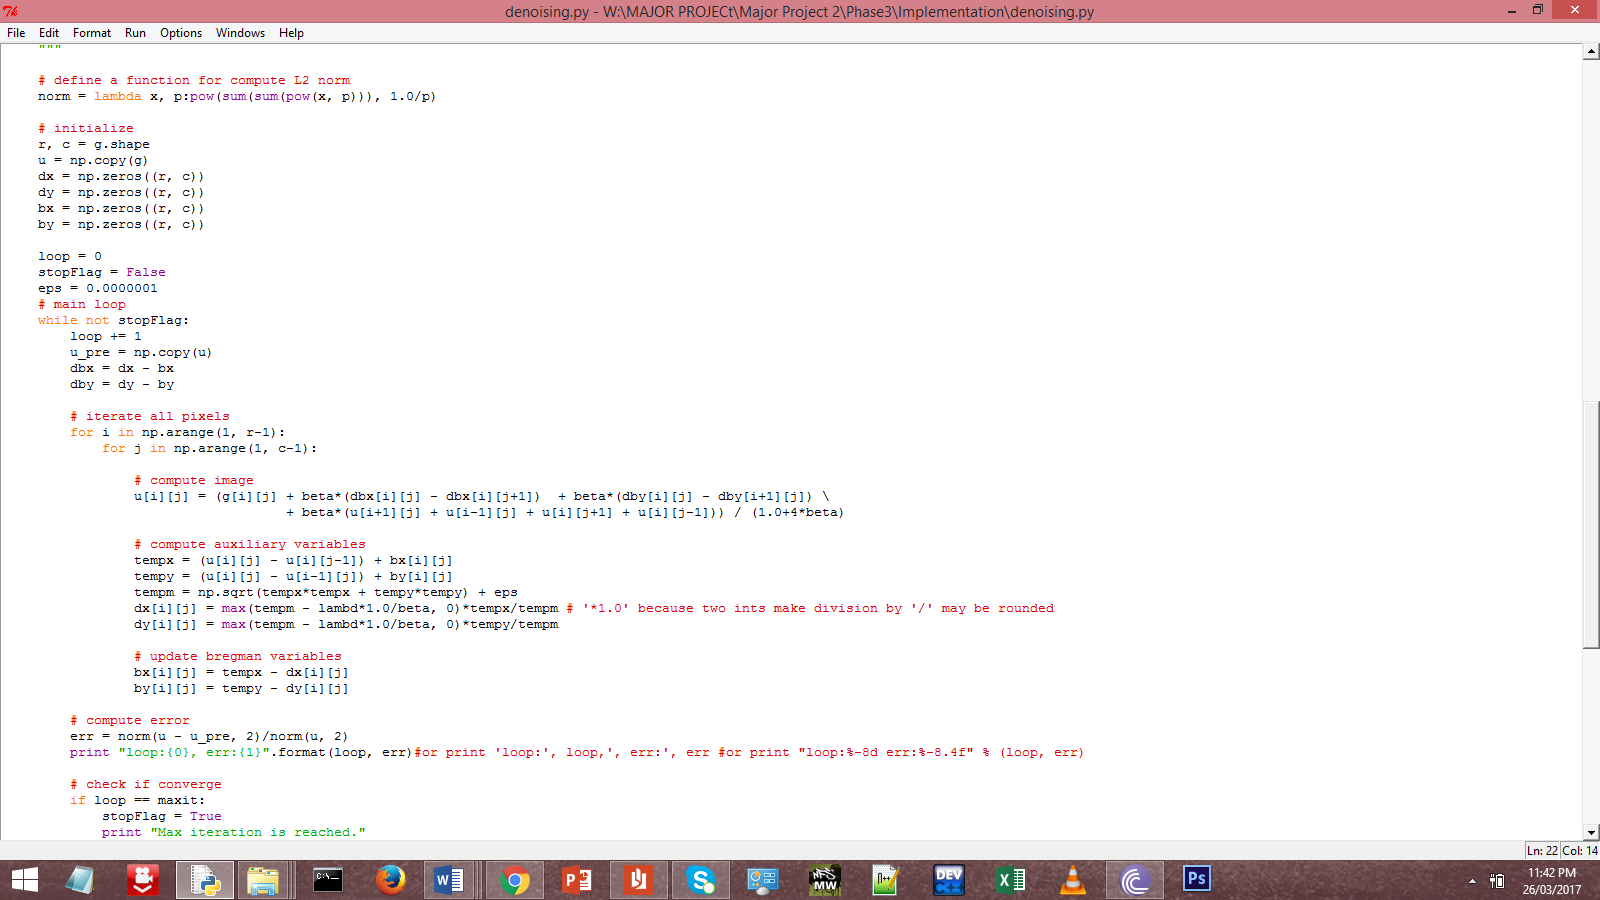 denoising.py - W:\MAJOR PROJECt\Major Project 2\Phase3\Implementation\denoising.py
File Edit Format Run Options Windows Help
"""
# define a function for compute L2 norm
norm = lambda x, p:pow(sum(sum(pow(x, p))), 1.0/p)
# initialize
r, c = g.shape
u = np.copy(g)
dx = np.zeros((r, c))
dy = np.zeros((r, c))
bx = np.zeros((r, c))
by = np.zeros((r, c))
loop = 0
stopFlag = False
eps = 0.0000001
# main loop
while not stopFlag:
loop += 1
u_pre = np.copy(u)
dbx = dx - bx
dby = dy - by
# iterate all pixels
for i in np.arange(1, r-1):
for j in np.arange(1, c-1):
# compute image
u[i][j] = (g[i][j] + beta*(dbx[i][j] - dbx[i][j+1])  + beta*(dby[i][j] - dby[i+1][j]) \
+ beta*(u[i+1][j] + u[i-1][j] + u[i][j+1] + u[i][j-1])) / (1.0+4*beta)
# compute auxiliary variables
tempx = (u[i][j] - u[i][j-1]) + bx[i][j]
tempy = (u[i][j] - u[i-1][j]) + by[i][j]
tempm = np.sqrt(tempx*tempx + tempy*tempy) + eps
dx[i][j] = max(tempm - lambd*1.0/beta, 0)*tempx/tempm # '*1.0' because two ints make division by '/' may be rounded
dy[i][j] = max(tempm - lambd*1.0/beta, 0)*tempy/tempm
# update bregman variables
bx[i][j] = tempx - dx[i][j]
by[i][j] = tempy - dy[i][j]
# compute error
err = norm(u - u_pre, 2)/norm(u, 2)
print "loop:{0}, err:{1}".format(loop, err)#or print 'loop:', loop,', err:', err #or print "loop:%-8d err:%-8.4f" % (loop, err)
# check if converge
if loop == maxit:
stopFlag = True
print "Max iteration is reached."
Ln: 22 Col: 14
11:42 PM
26/03/2017